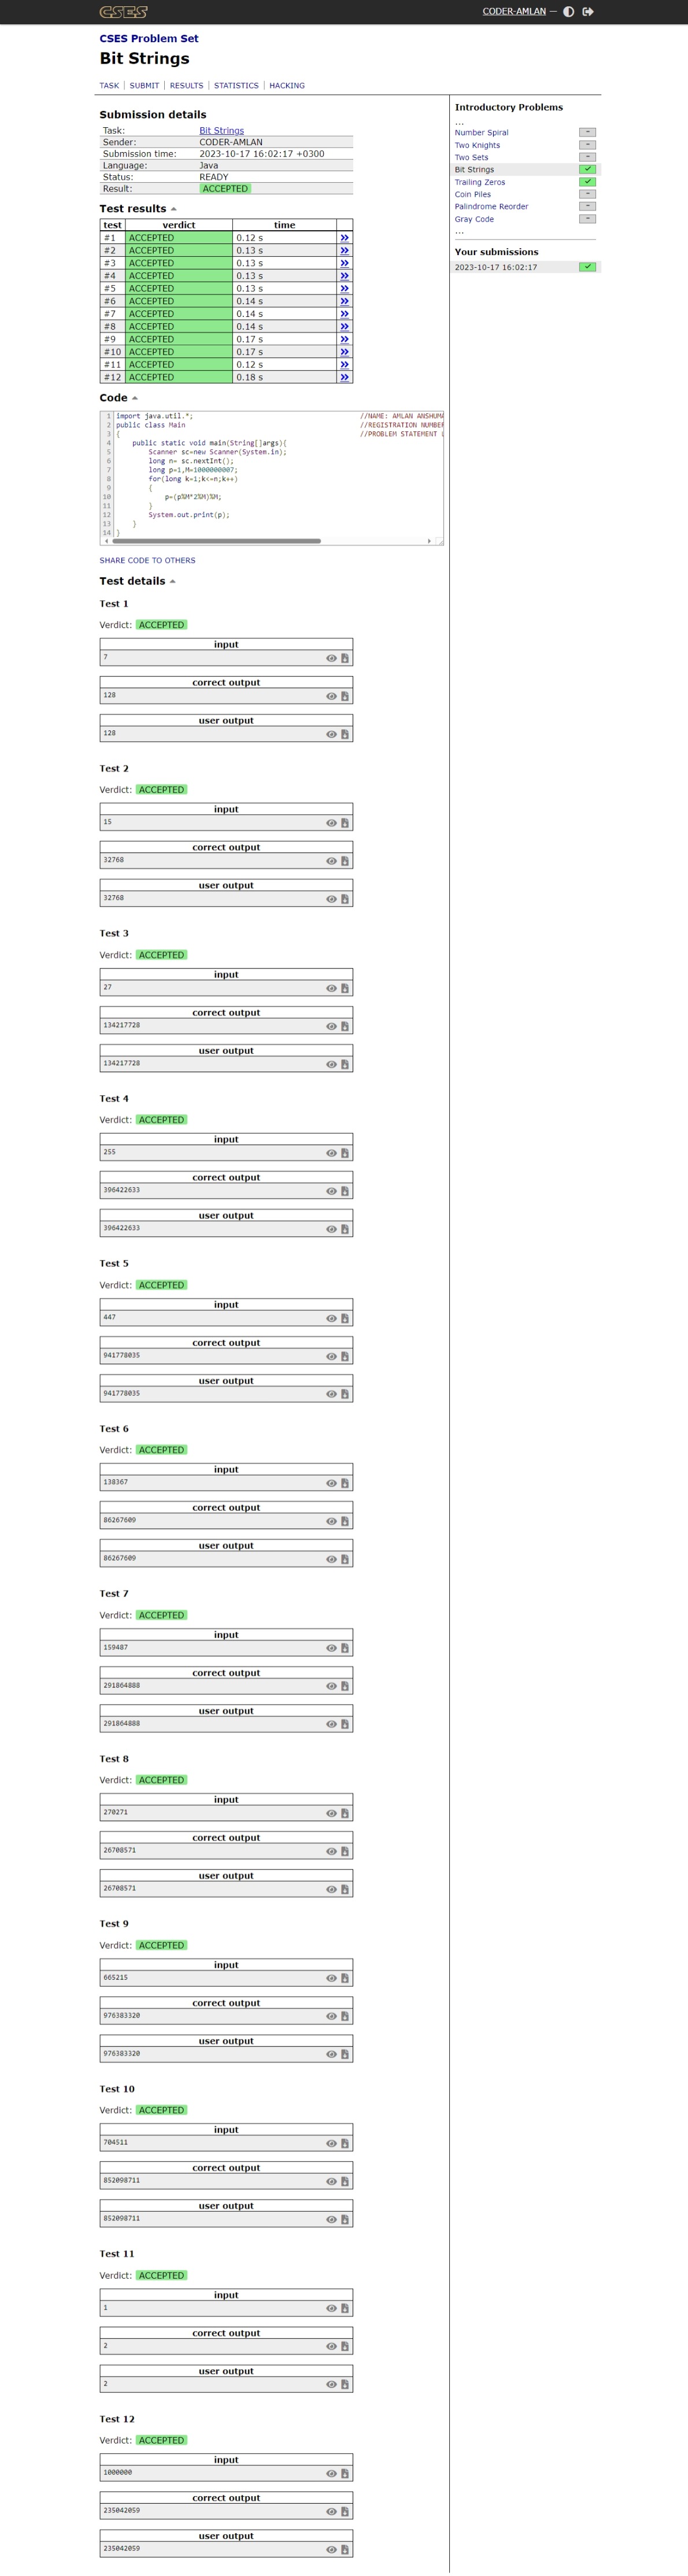 CSES
CODER-AMLAN —
CSES Problem Set
Bit Strings
TASK | SUBMIT | RESULTS | STATISTICS | HACKING
Submission details
Task: Bit Strings
Sender: CODER-AMLAN
Submission time: 2023-10-17 16:02:17 +0300
Language: Java
Status: READY
Result: ACCEPTED
Test results
test verdict time
#1 ACCEPTED 0.12 s »
#2 ACCEPTED 0.13 s »
#3 ACCEPTED 0.13 s »
#4 ACCEPTED 0.13 s »
#5 ACCEPTED 0.13 s »
#6 ACCEPTED 0.14 s »
#7 ACCEPTED 0.14 s »
#8 ACCEPTED 0.14 s »
#9 ACCEPTED 0.17 s »
#10 ACCEPTED 0.17 s »
#11 ACCEPTED 0.12 s »
#12 ACCEPTED 0.18 s »
Code
1 import java.util.*; //NAME: AMLAN ANSHUMA
2 public class Main //REGISTRATION NUMBER
3 { //PROBLEM STATEMENT
4 public static void main(String[]args){
5 Scanner sc=new Scanner(System.in);
6 long n= sc.nextInt();
7 long p=1,M=1000000007;
8 for(long k=1;k<=n;k++)
9 {
10 p=(p%M*2%M)%M;
11 }
12 System.out.print(p);
13 }
14 }
SHARE CODE TO OTHERS
Test details
Test 1
Verdict: ACCEPTED
input
7
correct output
128
user output
128
Test 2
Verdict: ACCEPTED
input
15
correct output
32768
user output
32768
Test 3
Verdict: ACCEPTED
input
27
correct output
134217728
user output
134217728
Test 4
Verdict: ACCEPTED
input
255
correct output
396422633
user output
396422633
Test 5
Verdict: ACCEPTED
input
447
correct output
941778035
user output
941778035
Test 6
Verdict: ACCEPTED
input
138367
correct output
86267609
user output
86267609
Test 7
Verdict: ACCEPTED
input
159487
correct output
291864888
user output
291864888
Test 8
Verdict: ACCEPTED
input
270271
correct output
26708571
user output
26708571
Test 9
Verdict: ACCEPTED
input
665215
correct output
976383320
user output
976383320
Test 10
Verdict: ACCEPTED
input
704511
correct output
852098711
user output
852098711
Test 11
Verdict: ACCEPTED
input
1
correct output
2
user output
2
Test 12
Verdict: ACCEPTED
input
1000000
correct output
235042059
user output
235042059
Introductory Problems
...
Number Spiral –
Two Knights –
Two Sets –
Bit Strings ✓
Trailing Zeros ✓
Coin Piles –
Palindrome Reorder –
Gray Code –
...
Your submissions
2023-10-17 16:02:17 ✓